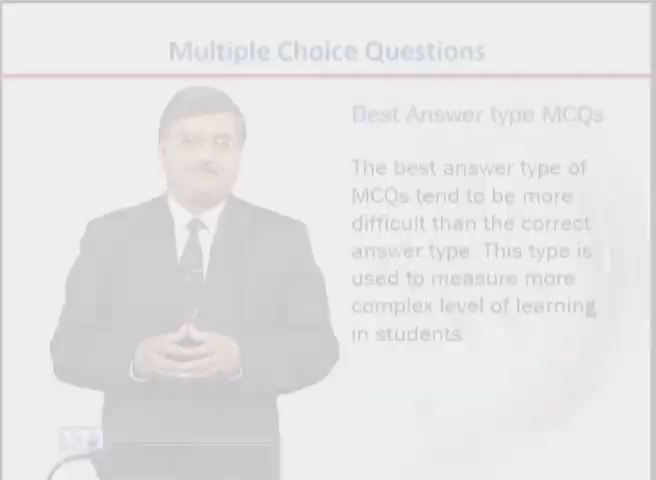 Multiple Choice Questions
Best Answer type MCQs
The best answer type of
MCQs tend to be more
difficult than the correct
answer type. This type is
used to measure more
complex level of learning
in students